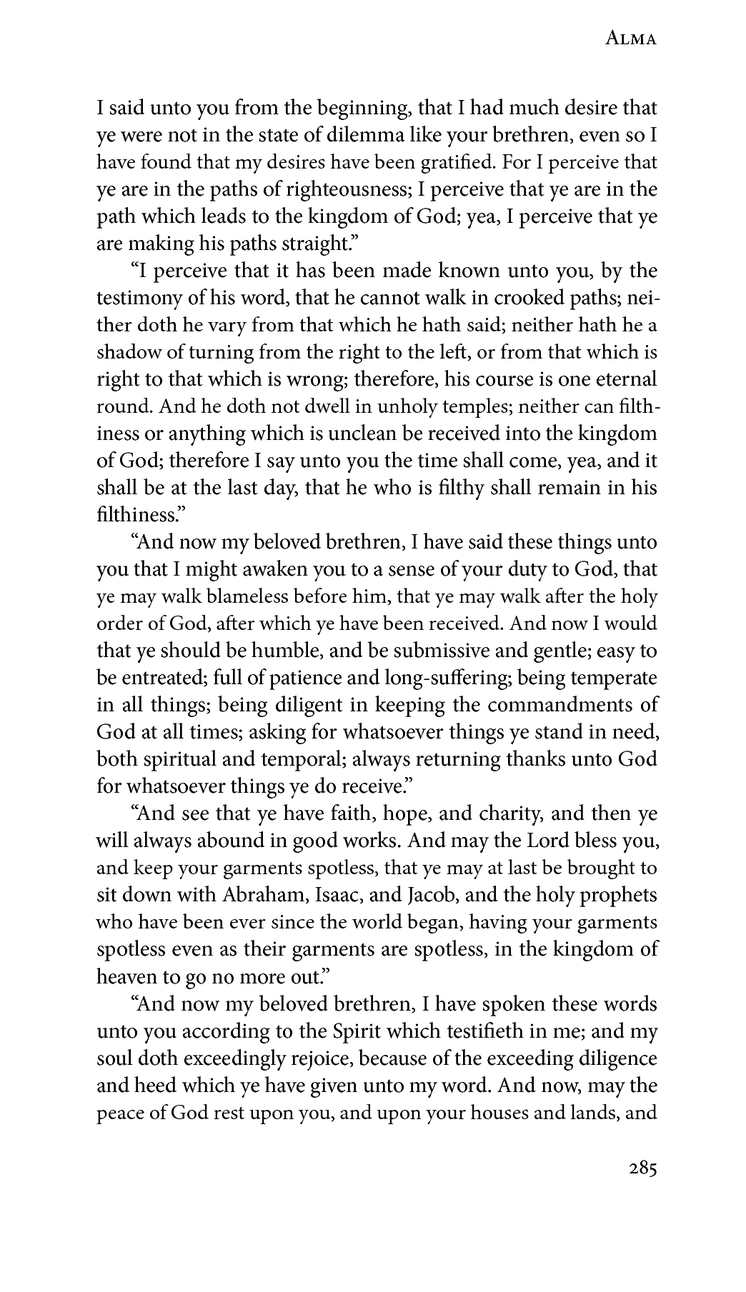 Alma
I said unto you from the beginning, that I had much desire that
ye were not in the state of dilemma like your brethren, even so I
have found that my desires have been gratified. For I perceive that
ye are in the paths of righteousness; I perceive that ye are in the
path which leads to the kingdom of God; yea, I perceive that ye
are making his paths straight.”
“I perceive that it has been made known unto you, by the
testimony of his word, that he cannot walk in crooked paths; nei-
ther doth he vary from that which he hath said; neither hath he a
shadow of turning from the right to the left, or from that which is
right to that which is wrong; therefore, his course is one eternal
round. And he doth not dwell in unholy temples; neither can filth-
iness or anything which is unclean be received into the kingdom
of God; therefore I say unto you the time shall come, yea, and it
shall be at the last day, that he who is filthy shall remain in his
filthiness.”
“And now my beloved brethren, I have said these things unto
you that I might awaken you to a sense of your duty to God, that
ye may walk blameless before him, that ye may walk after the holy
order of God, after which ye have been received. And now I would
that ye should be humble, and be submissive and gentle; easy to
be entreated; full of patience and long-suffering; being temperate
in all things; being diligent in keeping the commandments of
God at all times; asking for whatsoever things ye stand in need,
both spiritual and temporal; always returning thanks unto God
for whatsoever things ye do receive.”
“And see that ye have faith, hope, and charity, and then ye
will always abound in good works. And may the Lord bless you,
and keep your garments spotless, that ye may at last be brought to
sit down with Abraham, Isaac, and Jacob, and the holy prophets
who have been ever since the world began, having your garments
spotless even as their garments are spotless, in the kingdom of
heaven to go no more out.”
“And now my beloved brethren, I have spoken these words
unto you according to the Spirit which testifieth in me; and my
soul doth exceedingly rejoice, because of the exceeding diligence
and heed which ye have given unto my word. And now, may the
peace of God rest upon you, and upon your houses and lands, and
285